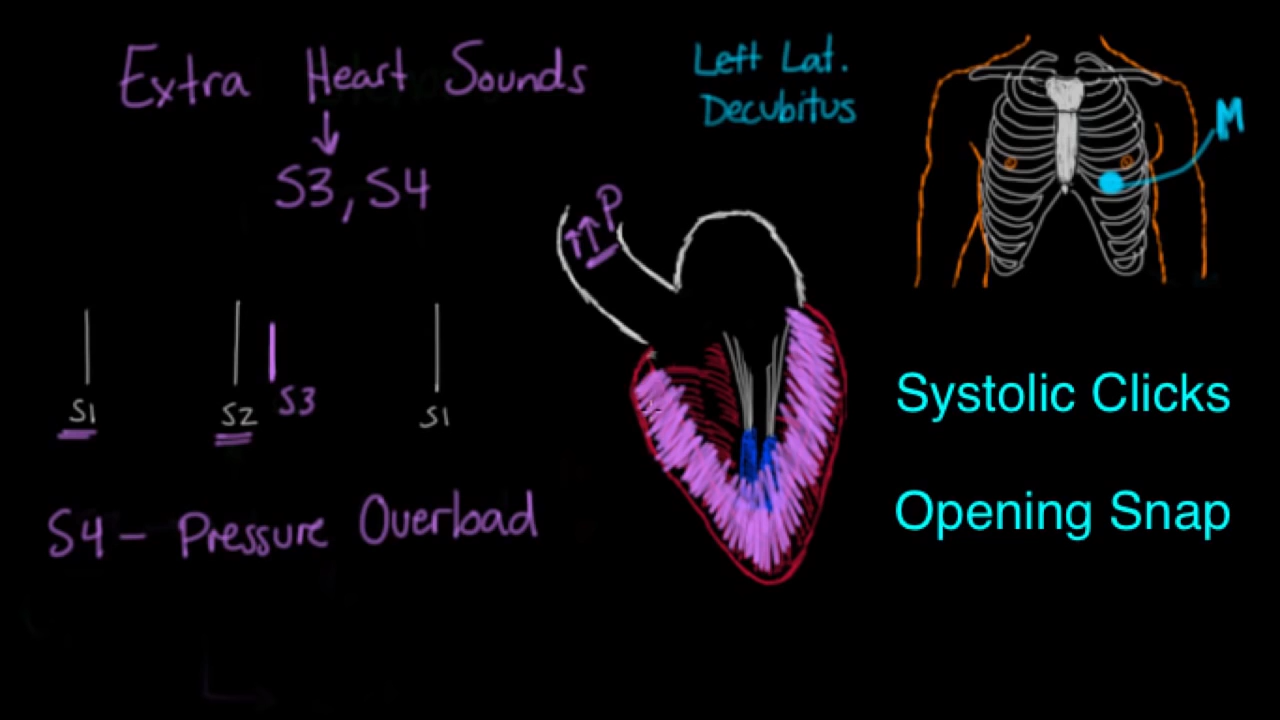 Extra Heart Sounds
S3, S4
Left Lat.
Decubitus
M
P
S1
S2
S3
S1
S4 - Pressure Overload
Systolic Clicks
Opening Snap